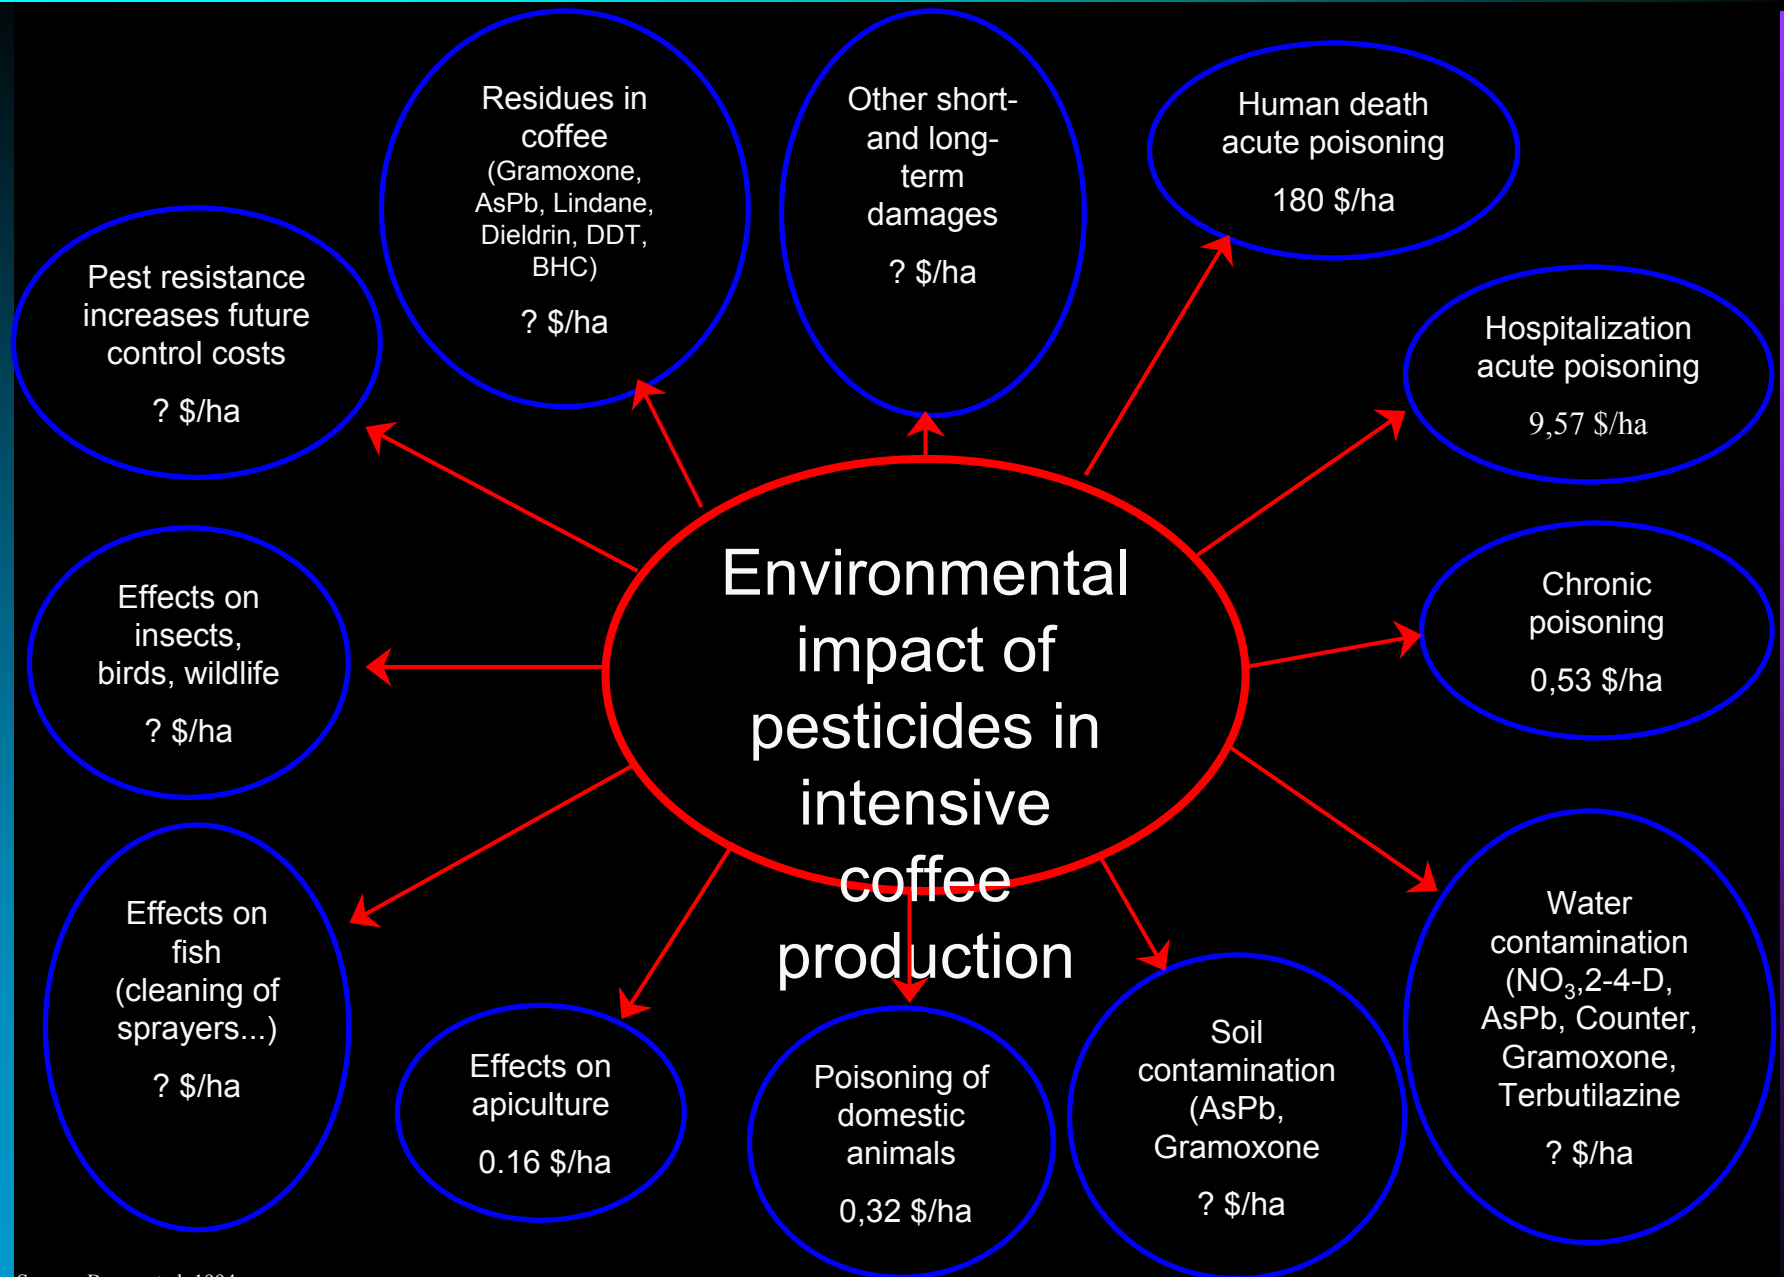 Residues in
coffee
(Gramoxone,
AsPb, Lindane,
Dieldrin, DDT,
BHC)
? $/ha
Other short-
and long-
term
damages
? $/ha
Human death
acute poisoning
180 $/ha
Pest resistance
increases future
control costs
? $/ha
Hospitalization
acute poisoning
9,57 $/ha
Environmental
impact of
pesticides in
intensive
coffee
production
Effects on
insects,
birds, wildlife
? $/ha
Chronic
poisoning
0,53 $/ha
Effects on
fish
(cleaning of
sprayers...)
? $/ha
Effects on
apiculture
0.16 $/ha
Poisoning of
domestic
animals
0,32 $/ha
Soil
contamination
(AsPb,
Gramoxone
? $/ha
Water
contamination
(NO₃,2-4-D,
AsPb, Counter,
Gramoxone,
Terbutilazine
? $/ha